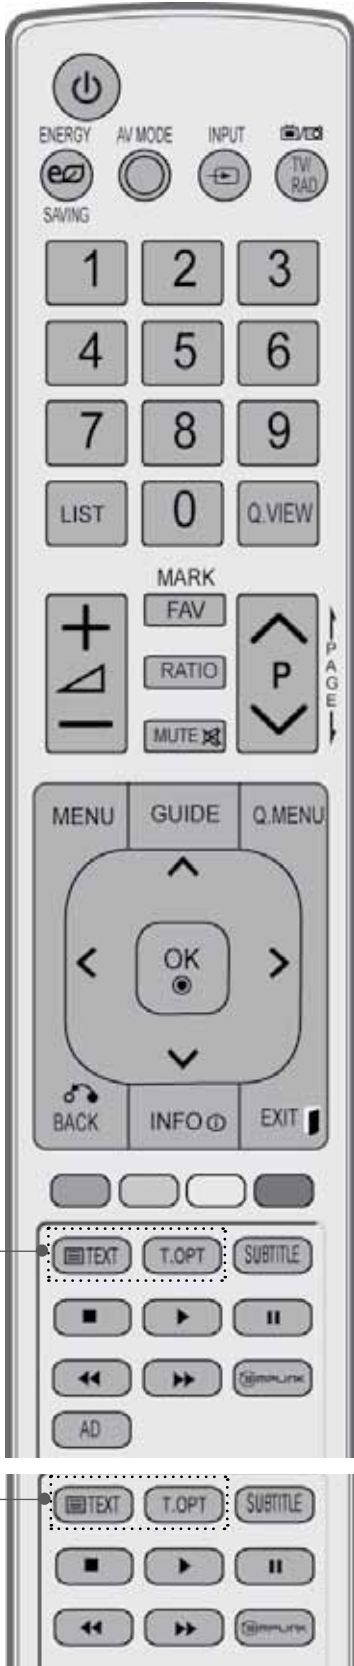 ENERGY AV MODE INPUT
TV/
RAD
SAVING
1 2 3
4 5 6
7 8 9
LIST 0 Q.VIEW
MARK
FAV
RATIO
P
PAGE
MUTE
MENU GUIDE Q.MENU
OK
BACK INFO EXIT
TEXT T.OPT SUBTITLE
SIMPLINK
AD
TEXT T.OPT SUBTITLE
SIMPLINK